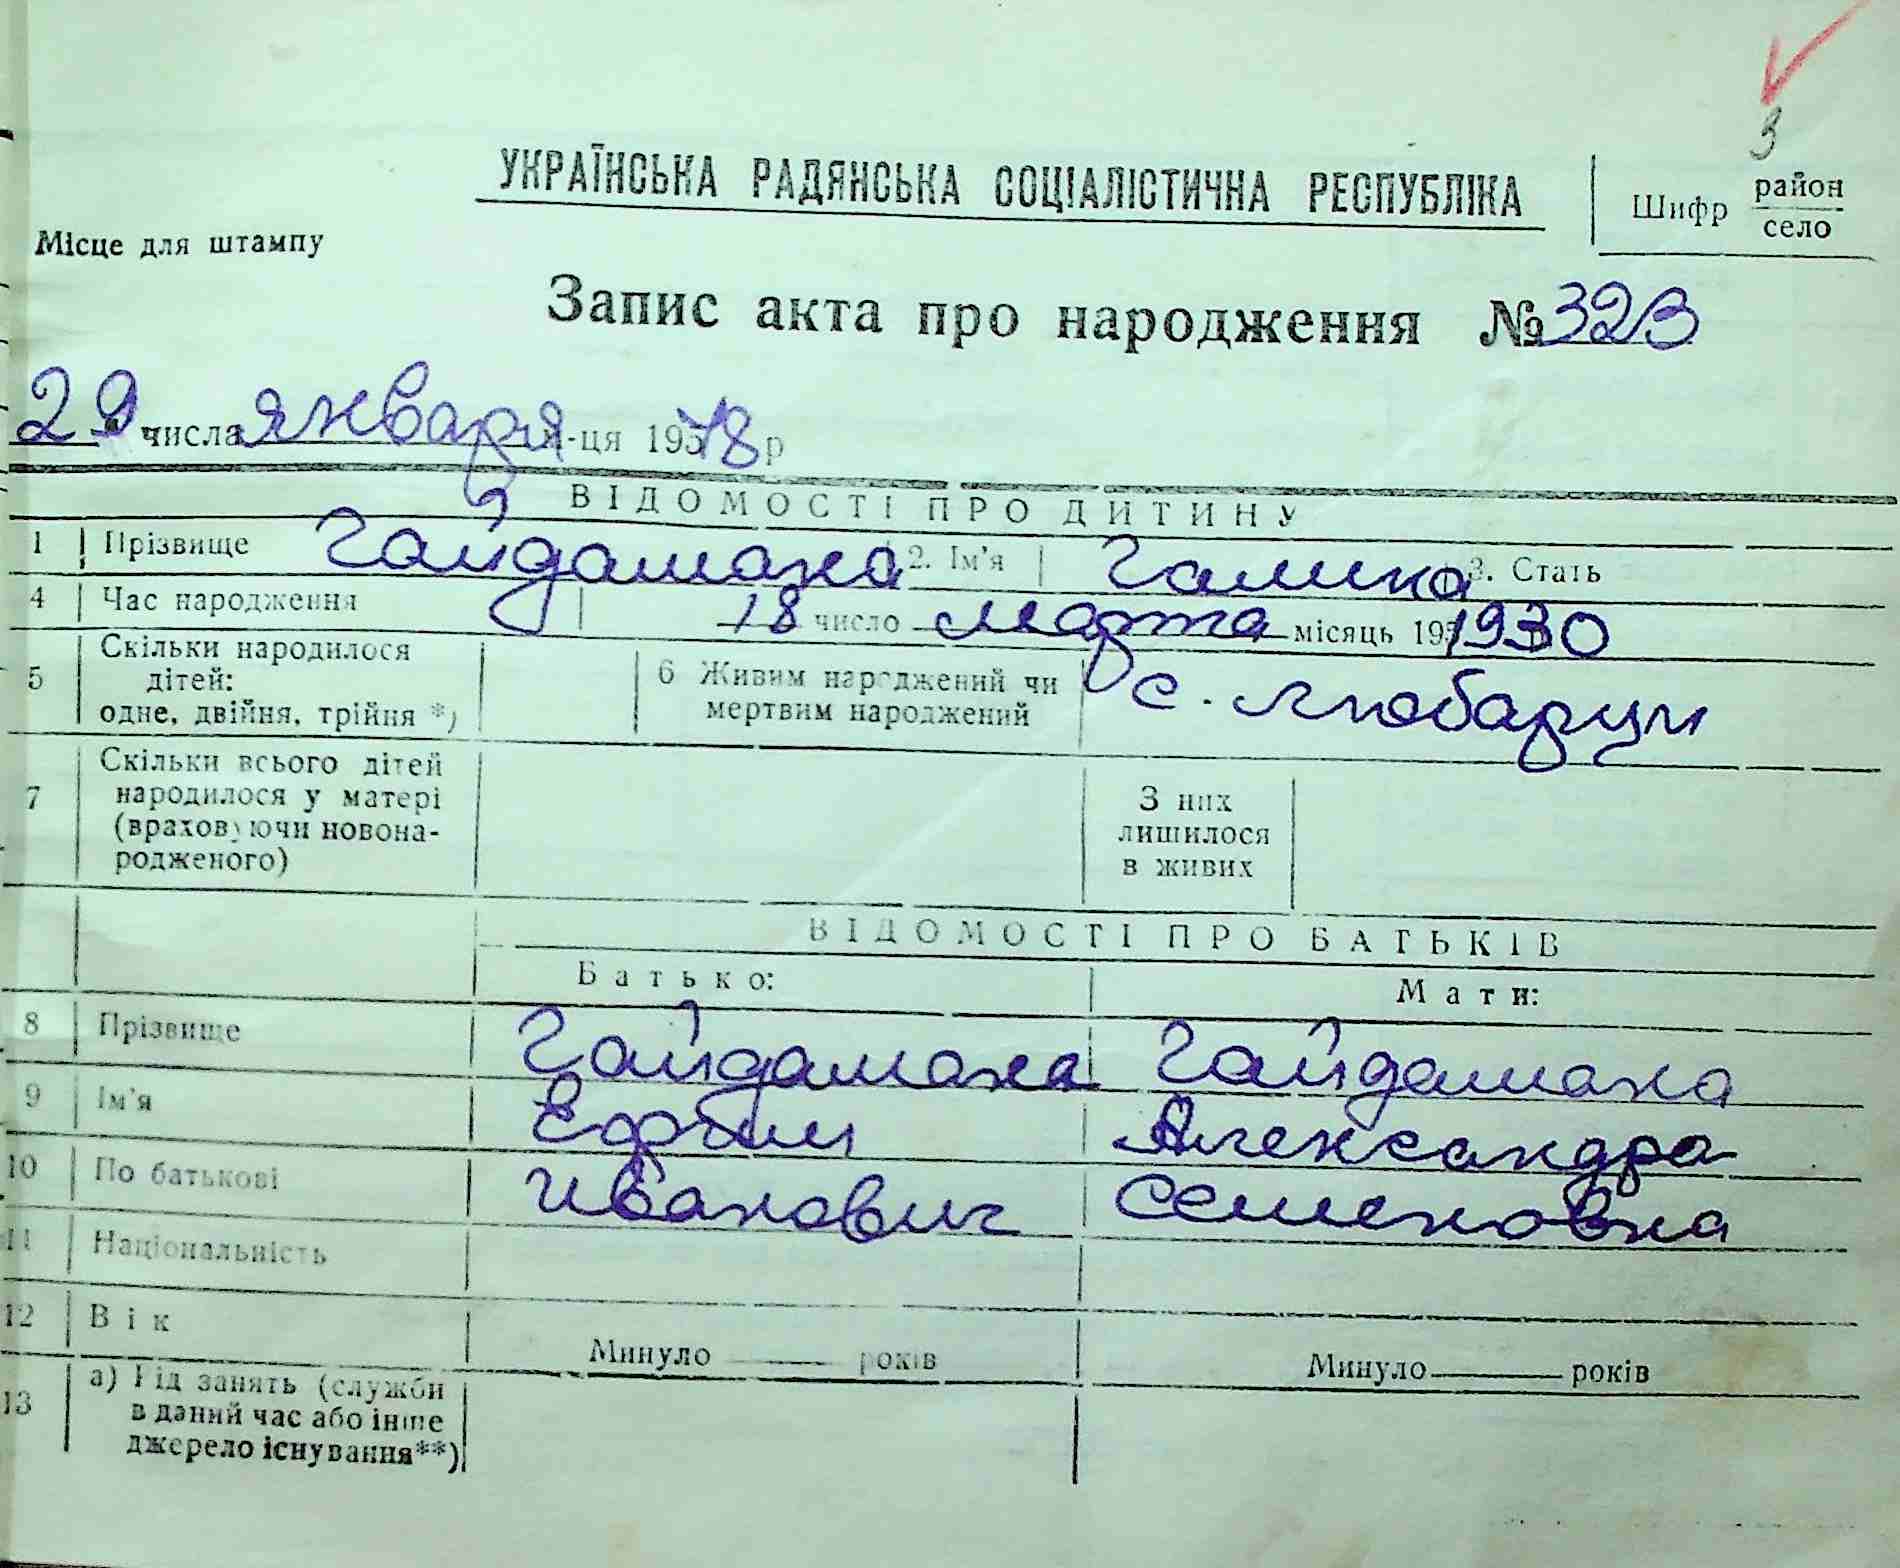 З
УКРАЇНСЬКА РАДЯНСЬКА СОЦІАЛІСТИЧНА РЕСПУБЛІКА
Шифр район село
Місце для штампу
Запис акта про народження № 323
29 числа января м-ця 1978 р
ВІДОМОСТІ ПРО ДИТИНУ
1 Прізвище Гайдамака 2. Ім'я Галина 3. Стать
4 Час народження 18 число марта місяць 195 1930
5 Скільки народилося дітей: одне, двійня, трійня *)
6 Живим народжений чи мертвим народжений с. Любарци
7 Скільки всього дітей народилося у матері (враховуючи новонародженого)
З них лишилося в живих
ВІДОМОСТІ ПРО БАТЬКІВ
Батько: Мати:
8 Прізвище Гайдамака Гайдамака
9 Ім'я Ефим Александра
10 По батькові Иванович Семеновна
11 Національність
12 Вік Минуло років Минуло років
13 а) Рід занять (служби в даний час або інше джерело існування**)